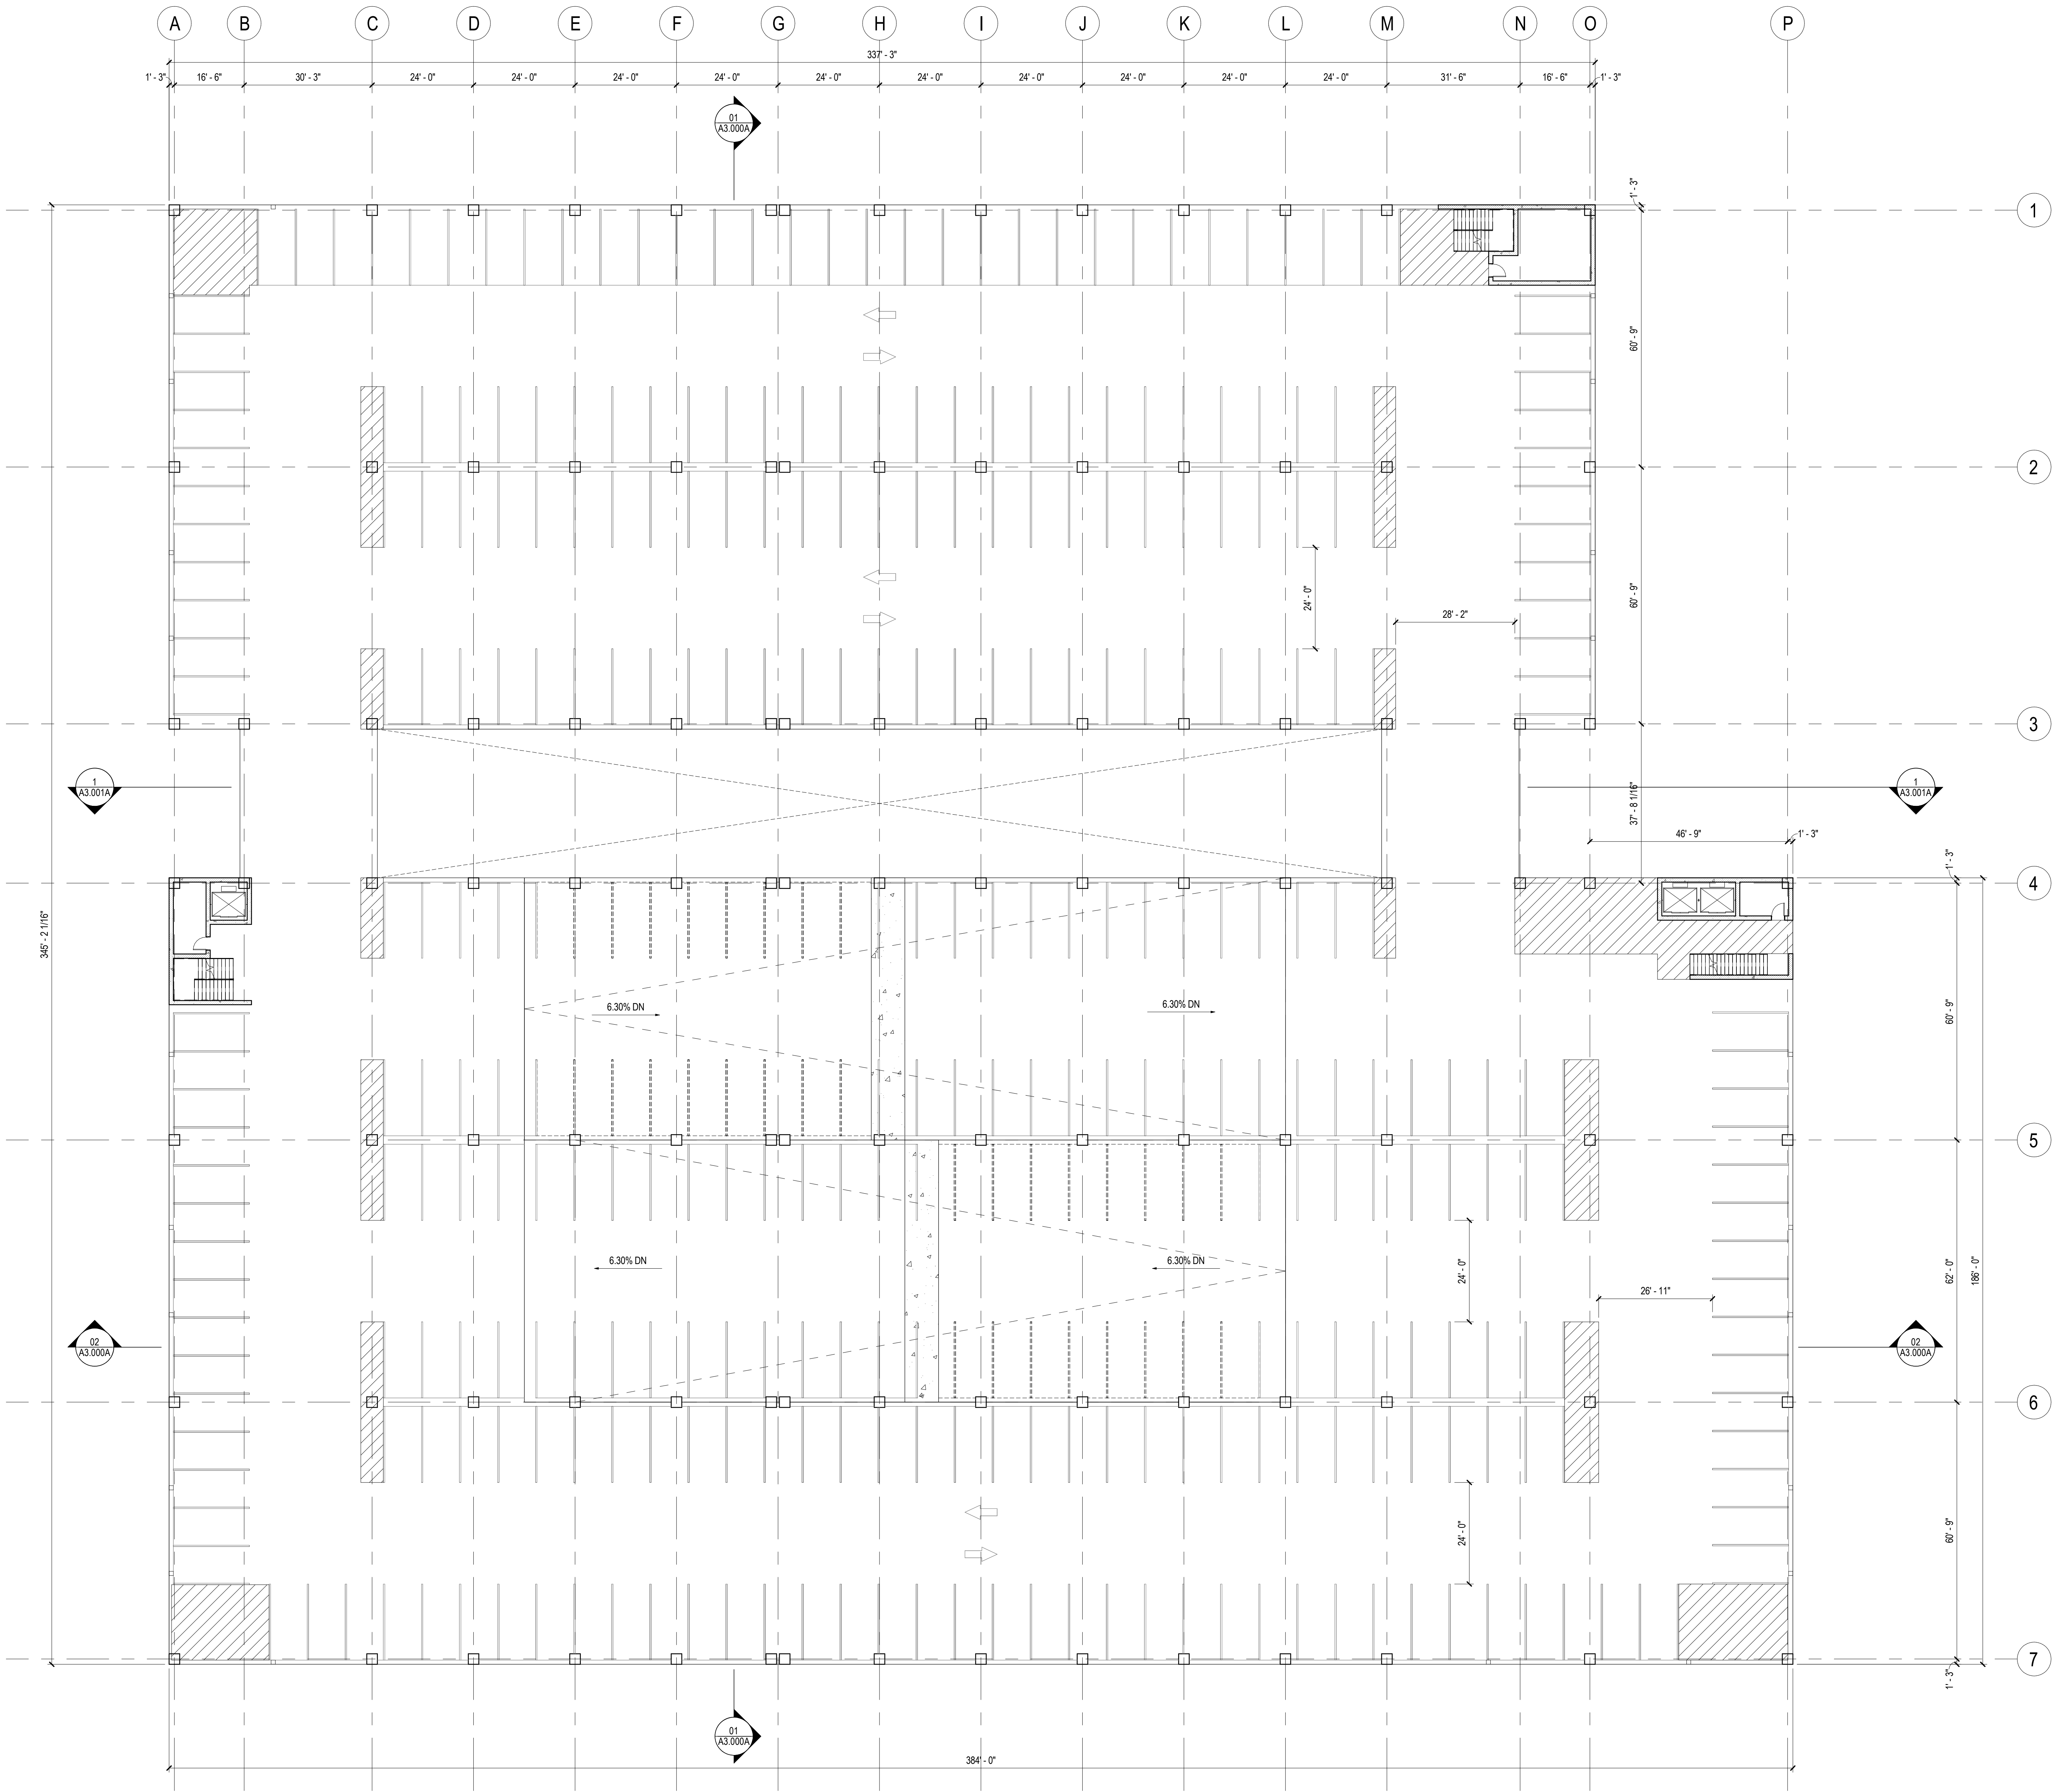 A B C D E F G H I J K L M N O P
337' - 3"
1' - 3" 16' - 6" 30' - 3" 24' - 0" 24' - 0" 24' - 0" 24' - 0" 24' - 0" 24' - 0" 24' - 0" 24' - 0" 24' - 0" 24' - 0" 31' - 6" 16' - 6" 1' - 3"
01
A3.000A
1' - 3"
1
60' - 9"
2
24' - 0"
60' - 9"
28' - 2"
3
1
A3.001A
37' - 8 1/16"
1
A3.001A
46' - 9" 1' - 3"
1' - 3"
4
345' - 2 1/16"
6.30% DN
6.30% DN
60' - 9"
5
6.30% DN
6.30% DN
24' - 0"
62' - 0"
186' - 0"
26' - 11"
02
A3.000A
02
A3.000A
6
24' - 0"
60' - 9"
7
1' - 3"
01
A3.000A
384' - 0"